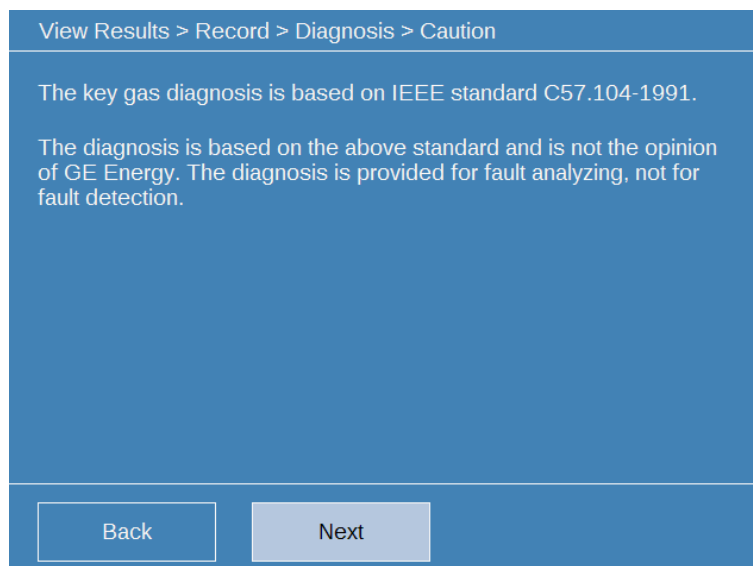 View Results > Record > Diagnosis > Caution
The key gas diagnosis is based on IEEE standard C57.104-1991.
The diagnosis is based on the above standard and is not the opinion
of GE Energy. The diagnosis is provided for fault analyzing, not for
fault detection.
Back
Next